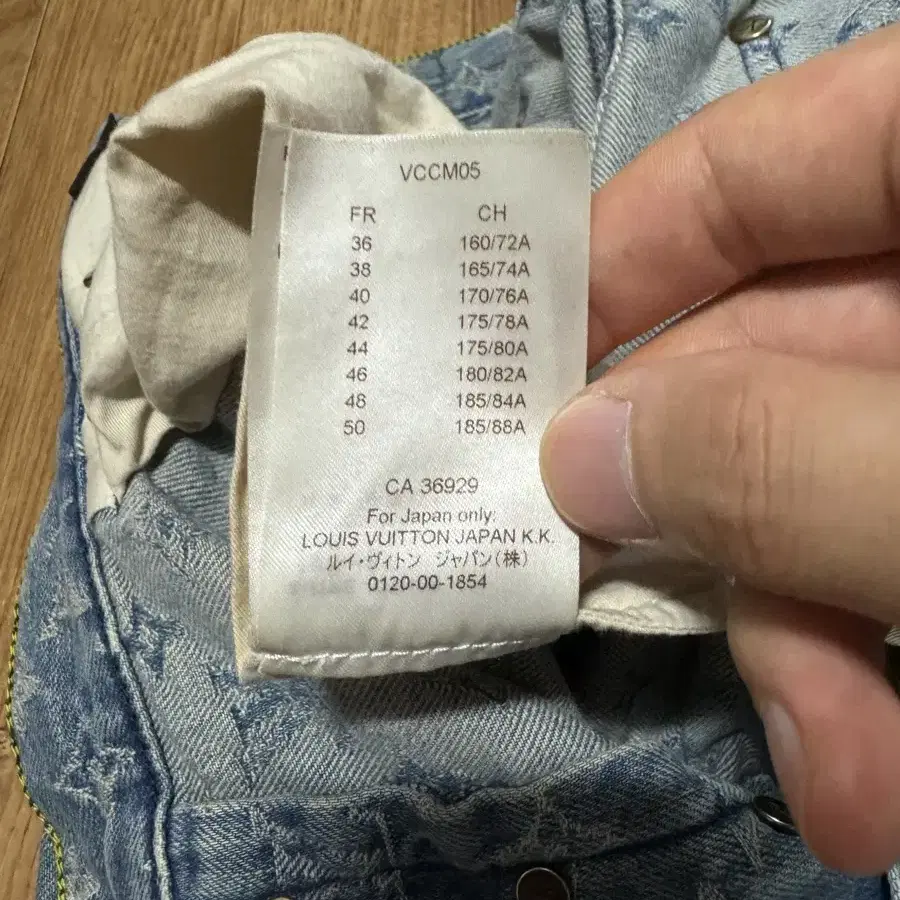 VCCM05
FR CH
36 160/72A
38 165/74A
40 170/76A
42 175/78A
44 175/80A
46 180/82A
48 185/84A
50 185/88A
CA 36929
For Japan only:
LOUIS VUITTON JAPAN K.K.
ルイ・ヴィトン ジャパン(株)
0120-00-1854